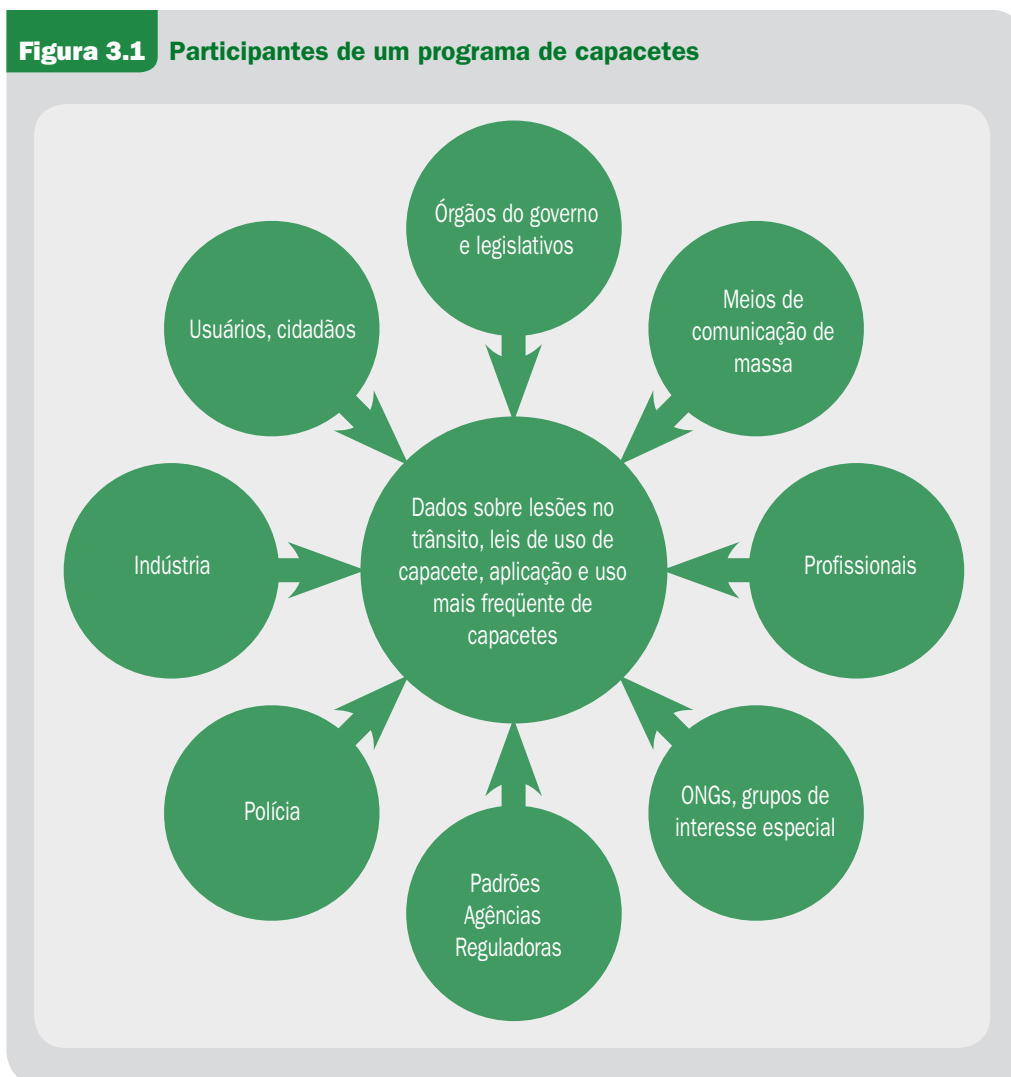 Figura 3.1 Participantes de um programa de capacetes
Órgãos do governo
e legislativos
Meios de
comunicação de
massa
Profissionais
ONGs, grupos de
interesse especial
Padrões
Agências
Reguladoras
Polícia
Indústria
Usuários, cidadãos
Dados sobre lesões no
trânsito, leis de uso de
capacete, aplicação e uso
mais freqüente de
capacetes